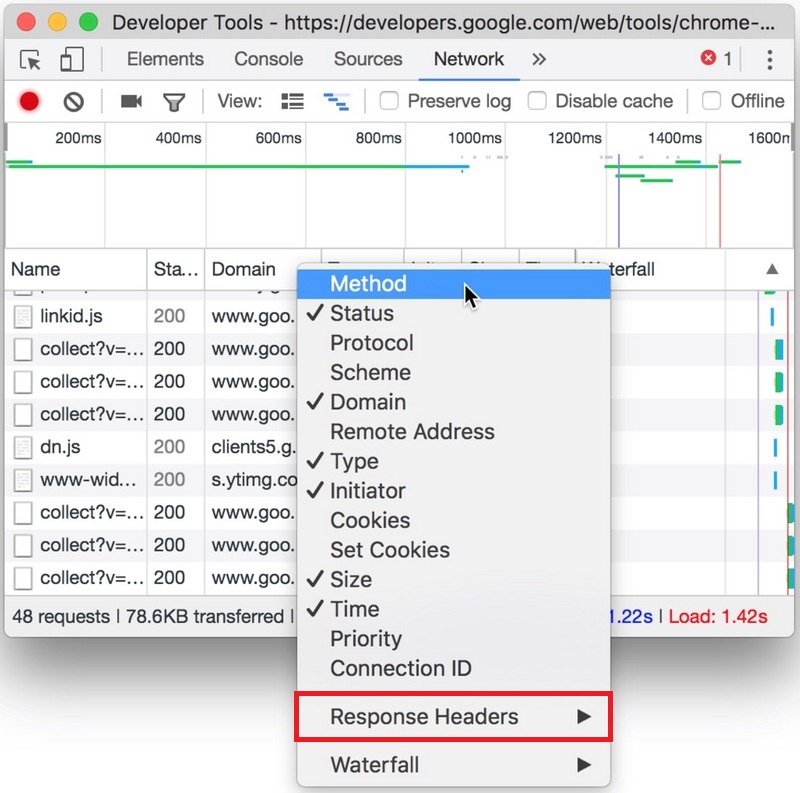 Developer Tools - https://developers.google.com/web/tools/chrome-...
Elements Console Sources Network » 1
View: Preserve log Disable cache Offline
200ms 400ms 600ms 800ms 1000ms 1200ms 1400ms 1600m
Name Sta... Domain terfall
linkid.js 200 www.goo.
collect?v=... 200 www.goo.
collect?v=... 200 www.goo.
collect?v=... 200 www.goo.
dn.js 200 clients5.g.
www-wid... 200 s.ytimg.co
collect?v=... 200 www.goo.
collect?v=... 200 www.goo.
collect?v=... 200 www.goo.
48 requests | 78.6KB transferred | 1.22s | Load: 1.42s
Method
✓ Status
Protocol
Scheme
✓ Domain
Remote Address
✓ Type
✓ Initiator
Cookies
Set Cookies
✓ Size
✓ Time
Priority
Connection ID
Response Headers ▶
Waterfall ▶